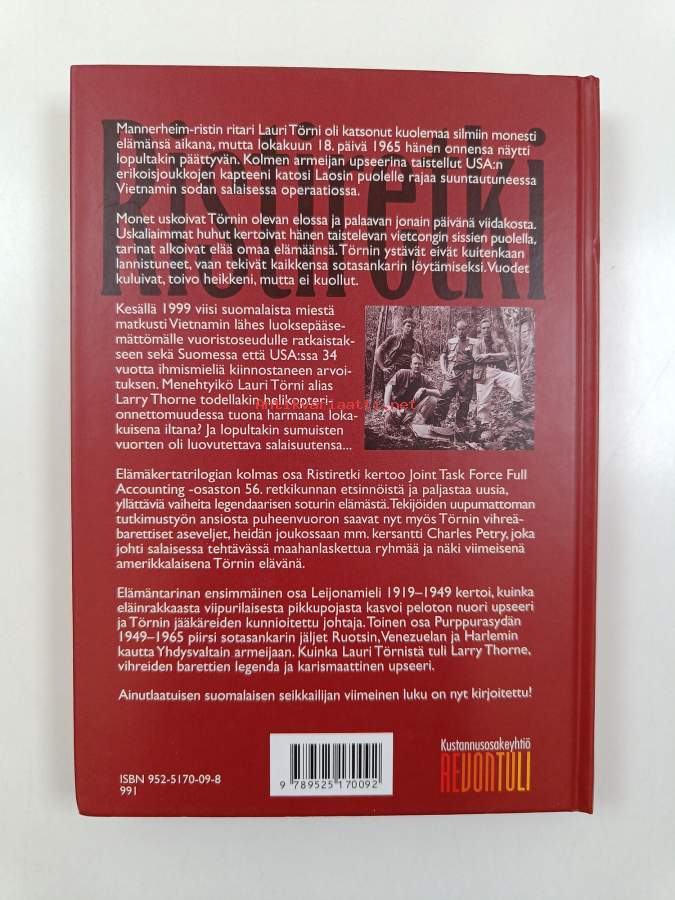 Ristiretki
Mannerheim-ristin ritari Lauri Törni oli katsonut kuolemaa silmiin monesti
elämänsä aikana, mutta lokakuun 18. päivä 1965 hänen onnensa näytti
lopultakin päättyvän. Kolmen armeijan upseerina taistellut USA:n
erikoisjoukkojen kapteeni katosi Laosin puolelle rajaa suuntautuneessa
Vietnamin sodan salaisessa operaatiossa.
Monet uskoivat Törnin olevan elossa ja palaavan jonain päivänä viidakosta.
Uskaliaimmat huhut kertoivat hänen taistelevan vietcongin sissien puolella,
tarinat alkoivat elää omaa elämäänsä. Törnin ystävät eivät kuitenkaan
lannistuneet, vaan tekivät kaikkensa sotasankarin löytämiseksi. Vuodet
kuluivat, toivo heikkeni, mutta ei kuollut.
Kesällä 1999 viisi suomalaista miestä
matkusti Vietnamin lähes luoksepääse-
mättömälle vuoristoseudulle ratkaistak-
seen sekä Suomessa että USA:ssa 34
vuotta ihmismieliä kiinnostaneen arvoi-
tuksen. Menehtyikö Lauri Törni alias
Larry Thorne todellakin helikopteri-
onnettomuudessa tuona harmaana loka-
kuisena iltana? Ja lopultakin sumuisten
vuorten oli luovutettava salaisuutensa...
Antikvariaatti.net
Elämäkertatrilogian kolmas osa Ristiretki kertoo Joint Task Force Full
Accounting -osaston 56. retkikunnan etsinnöistä ja paljastaa uusia,
yllättäviä vaiheita legendaarisen soturin elämästä. Tekijöiden uupumattoman
tutkimustyön ansiosta puheenvuoron saavat nyt myös Törnin vihreä-
barettiset aseveljet, heidän joukossaan mm. kersantti Charles Petry, joka
johti salaisessa tehtävässä maahanlaskettua ryhmää ja näki viimeisenä
amerikkalaisena Törnin elävänä.
Elämäntarinan ensimmäinen osa Leijonamieli 1919–1949 kertoi, kuinka
eläinrakkaasta viipurilaisesta pikkupojasta kasvoi peloton nuori upseeri
ja Törnin jääkäreiden kunnioitettu johtaja. Toinen osa Purppurasydän
1949–1965 piirsi sotasankarin jäljet Ruotsin, Venezuelan ja Harlemin
kautta Yhdysvaltain armeijaan. Kuinka Lauri Törnistä tuli Larry Thorne,
vihreiden barettien legenda ja karismaattinen upseeri.
Ainutlaatuisen suomalaisen seikkailijan viimeinen luku on nyt kirjoitettu!
ISBN 952-5170-09-8
991
9 789525 170092
Kustannusosakeyhtiö
REVONTULI